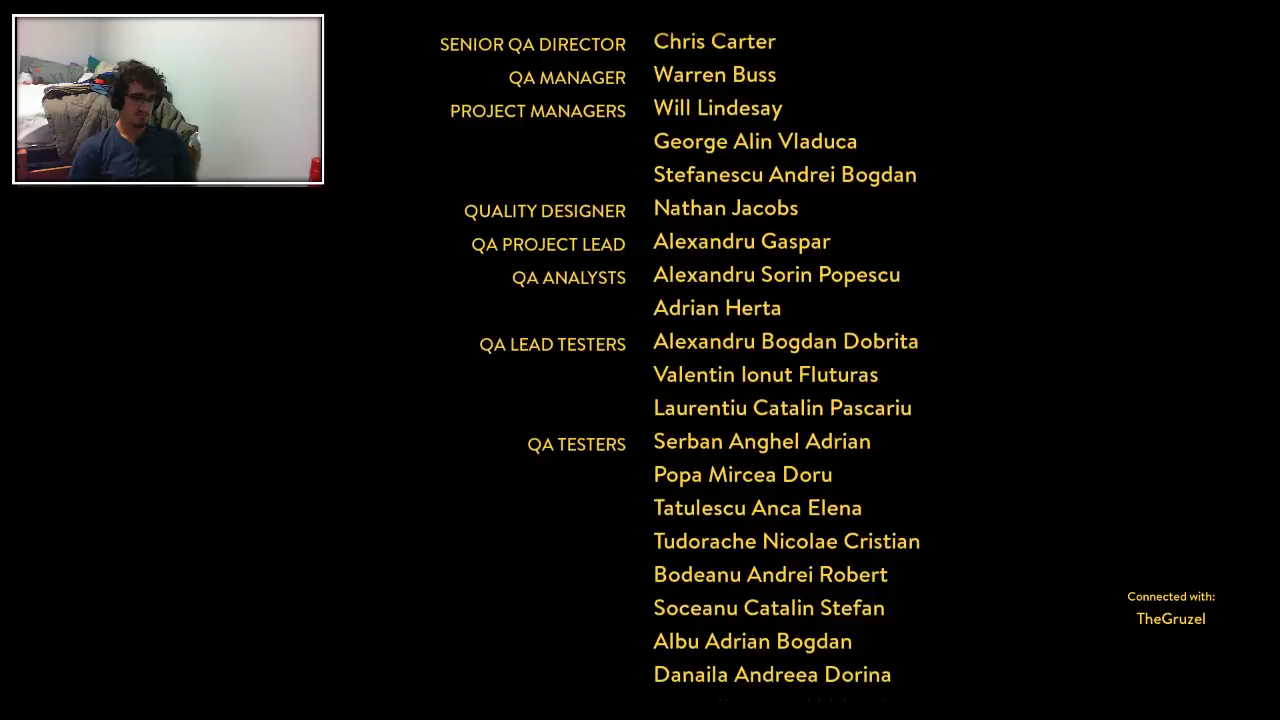 SENIOR QA DIRECTOR Chris Carter
QA MANAGER Warren Buss
PROJECT MANAGERS Will Lindesay
George Alin Vladuca
Stefanescu Andrei Bogdan
QUALITY DESIGNER Nathan Jacobs
QA PROJECT LEAD Alexandru Gaspar
QA ANALYSTS Alexandru Sorin Popescu
Adrian Herta
QA LEAD TESTERS Alexandru Bogdan Dobrita
Valentin Ionut Fluturas
Laurentiu Catalin Pascariu
QA TESTERS Serban Anghel Adrian
Popa Mircea Doru
Tatulescu Anca Elena
Tudorache Nicolae Cristian
Bodeanu Andrei Robert
Soceanu Catalin Stefan
Albu Adrian Bogdan
Danaila Andreea Dorina
Connected with:
TheGruzel